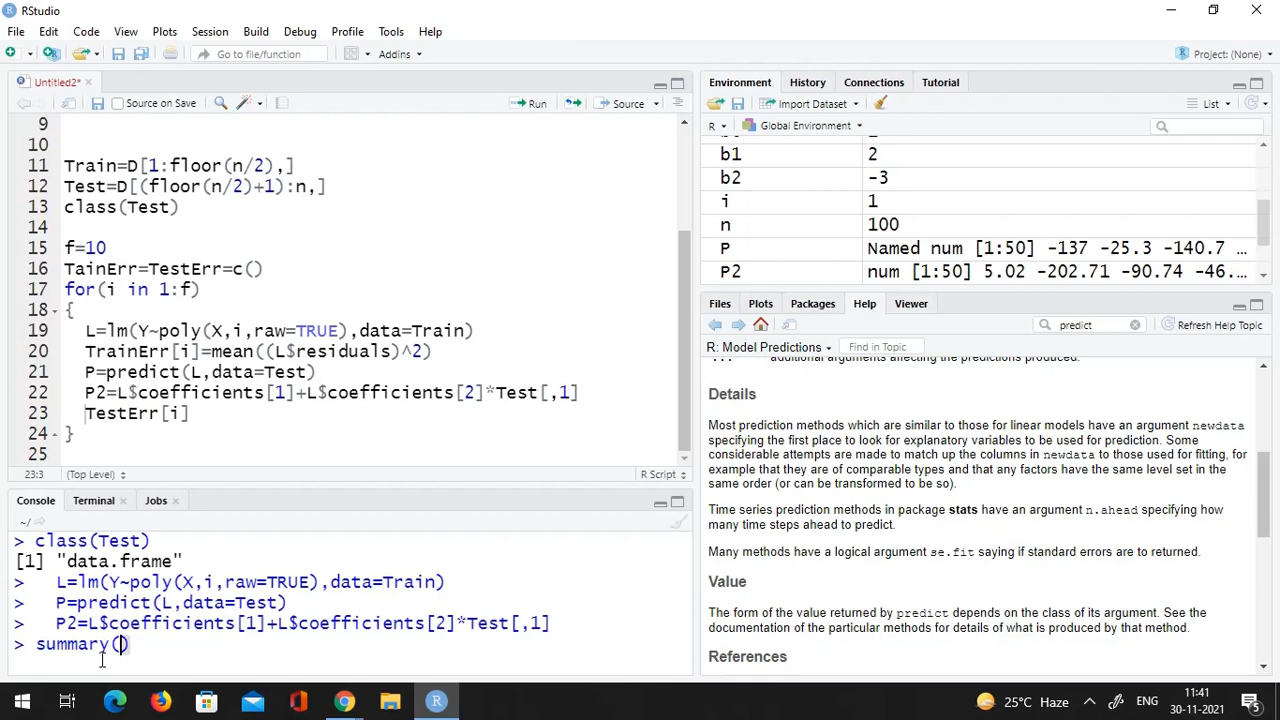 RStudio
File Edit Code View Plots Session Build Debug Profile Tools Help
Go to file/function Addins Project: (None)
Untitled2*
Source on Save Run Source
9
10
11 Train=D[1:floor(n/2),]
12 Test=D[(floor(n/2)+1):n,]
13 class(Test)
14
15 f=10
16 TainErr=TestErr=c()
17 for(i in 1:f)
18 {
19 L=lm(Y~poly(X,i,raw=TRUE),data=Train)
20 TrainErr[i]=mean((L$residuals)^2)
21 P=predict(L,data=Test)
22 P2=L$coefficients[1]+L$coefficients[2]*Test[,1]
23 TestErr[i]
24 }
25
23:3 (Top Level) R Script
Console Terminal Jobs
~/
> class(Test)
[1] "data.frame"
> L=lm(Y~poly(X,i,raw=TRUE),data=Train)
> P=predict(L,data=Test)
> P2=L$coefficients[1]+L$coefficients[2]*Test[,1]
> summary()
Environment History Connections Tutorial
Import Dataset List
R Global Environment
b1 2
b2 -3
i 1
n 100
P Named num [1:50] -137 -25.3 -140.7 ...
P2 num [1:50] 5.02 -202.71 -90.74 -46...
Files Plots Packages Help Viewer
predict Refresh Help Topic
R: Model Predictions Find in Topic
... additional arguments affecting the predictions produced.
Details
Most prediction methods which are similar to those for linear models have an argument newdata
specifying the first place to look for explanatory variables to be used for prediction. Some
considerable attempts are made to match up the columns in newdata to those used for fitting, for
example that they are of comparable types and that any factors have the same level set in the
same order (or can be transformed to be so).
Time series prediction methods in package stats have an argument n.ahead specifying how
many time steps ahead to predict.
Many methods have a logical argument se.fit saying if standard errors are to returned.
Value
The form of the value returned by predict depends on the class of its argument. See the
documentation of the particular methods for details of what is produced by that method.
References
25°C Haze ENG 11:41
30-11-2021 5